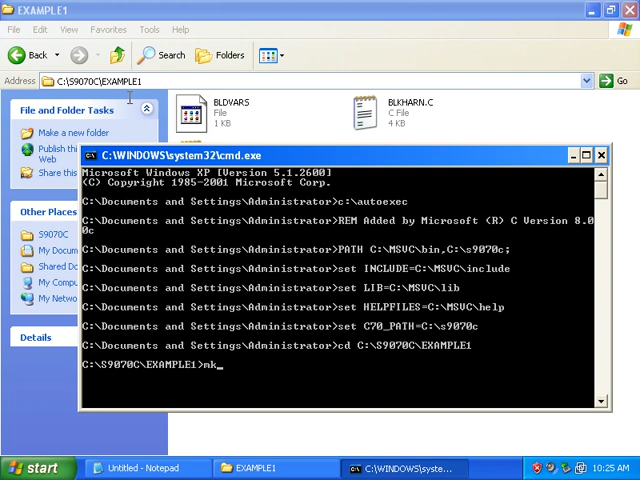 EXAMPLE1
File Edit View Favorites Tools Help
Back Search Folders
Address C:\S9070C\EXAMPLE1 Go
File and Folder Tasks
Make a new folder
Publish this
Web
Share this
Other Places
S9070C
My Docum
Shared Do
My Compu
My Netwo
Details
BLDVARS
File
1 KB
BLKHARN.C
C File
4 KB
C:\WINDOWS\system32\cmd.exe
Microsoft Windows XP [Version 5.1.2600]
(C) Copyright 1985-2001 Microsoft Corp.
C:\Documents and Settings\Administrator>c:\autoexec
C:\Documents and Settings\Administrator>REM Added by Microsoft (R) C Version 8.0
0c
C:\Documents and Settings\Administrator>PATH C:\MSVC\bin,C:\s9070c;
C:\Documents and Settings\Administrator>set INCLUDE=C:\MSVC\include
C:\Documents and Settings\Administrator>set LIB=C:\MSVC\lib
C:\Documents and Settings\Administrator>set HELPFILES=C:\MSVC\help
C:\Documents and Settings\Administrator>set C70_PATH=C:\s9070c
C:\Documents and Settings\Administrator>cd C:\S9070C\EXAMPLE1
C:\S9070C\EXAMPLE1>mk_
start Untitled - Notepad EXAMPLE1 C:\WINDOWS\syste... 10:25 AM